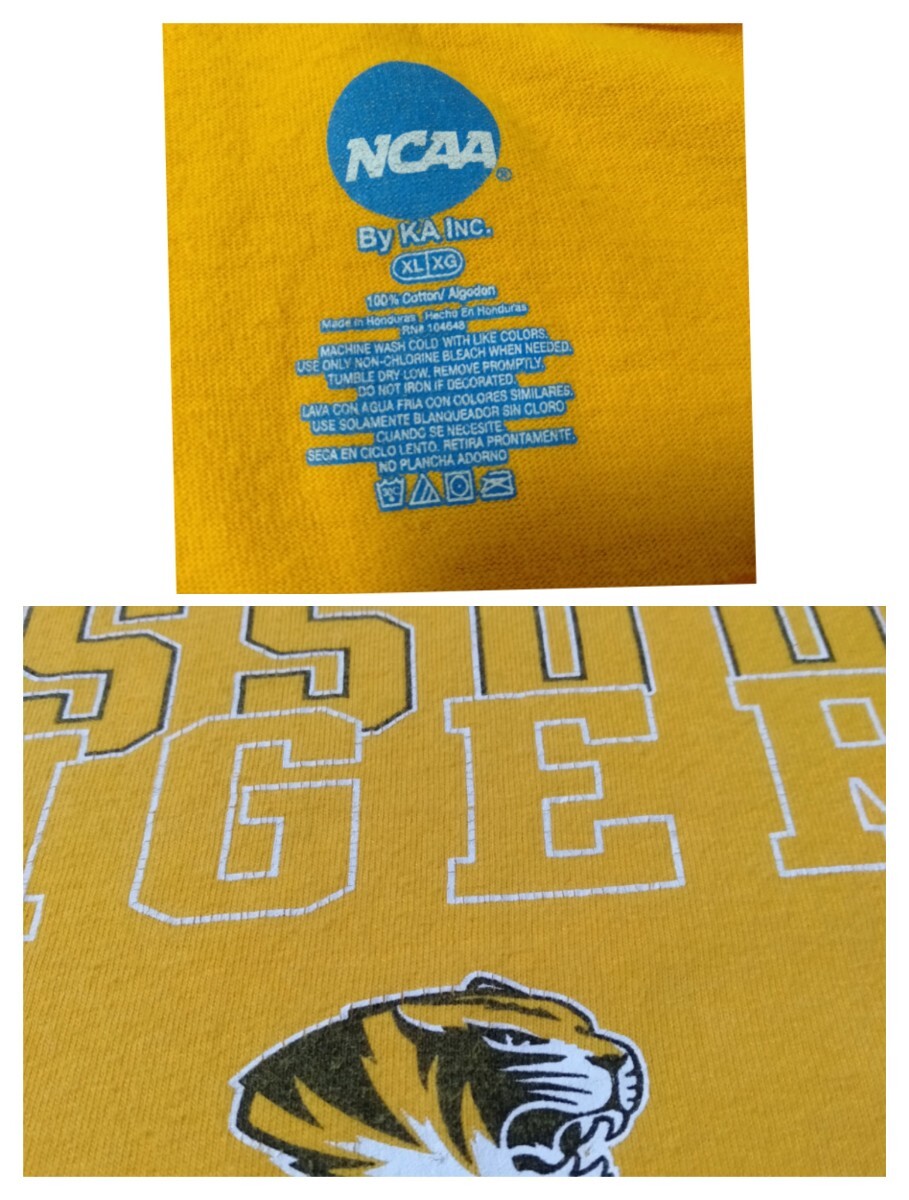 NCAA®
By KA INC.
XL XG
100% Cotton/ Algodon
Made in Honduras Hecho En Honduras
RN# 104648
MACHINE WASH COLD WITH LIKE COLORS.
USE ONLY NON-CHLORINE BLEACH WHEN NEEDED.
TUMBLE DRY LOW. REMOVE PROMPTLY.
DO NOT IRON IF DECORATED.
LAVA CON AGUA FRIA CON COLORES SIMILARES.
USE SOLAMENTE BLANQUEADOR SIN CLORO
CUANDO SE NECESITE
SECA EN CICLO LENTO. RETIRA PRONTAMENTE.
NO PLANCHA ADORNO
30°C
SSOU
IGER